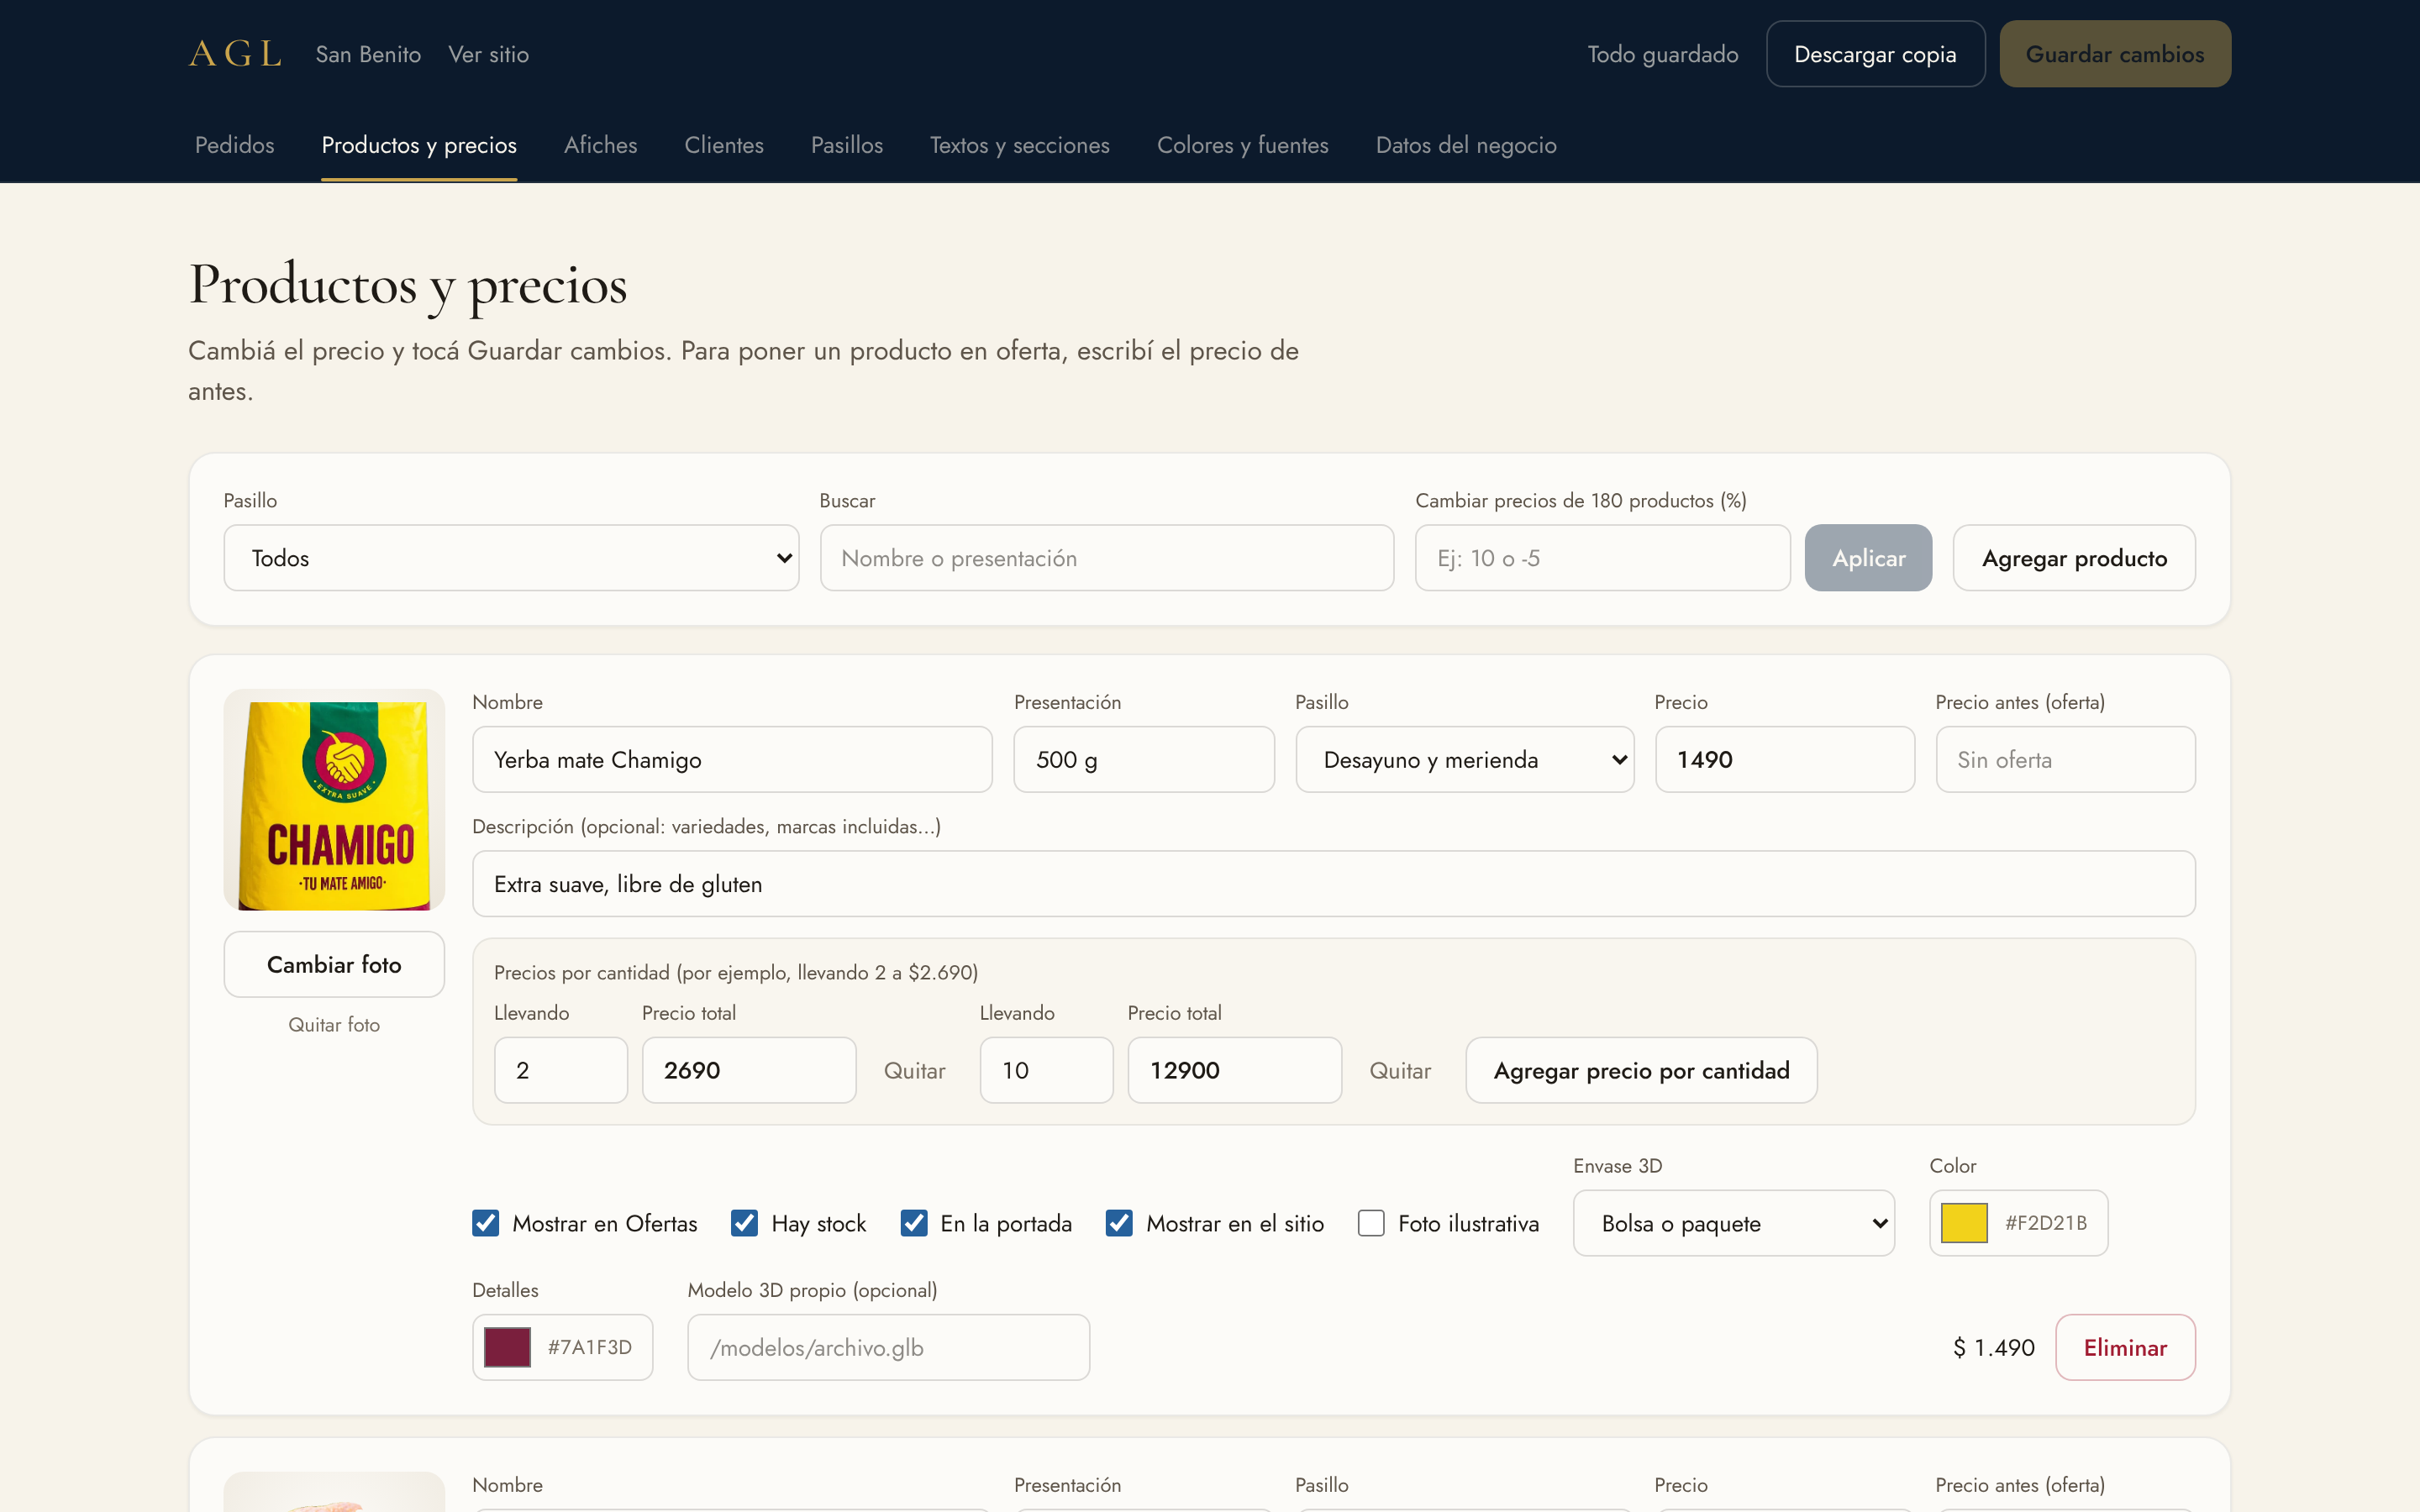 AGL San Benito Ver sitio Todo guardado Descargar copia Guardar cambios
Pedidos Productos y precios Afiches Clientes Pasillos Textos y secciones Colores y fuentes Datos del negocio
Productos y precios
Cambiá el precio y tocá Guardar cambios. Para poner un producto en oferta, escribí el precio de
antes.
Pasillo Buscar Cambiar precios de 180 productos (%)
Todos Nombre o presentación Ej: 10 o -5 Aplicar Agregar producto
Nombre Presentación Pasillo Precio Precio antes (oferta)
Yerba mate Chamigo 500 g Desayuno y merienda 1490 Sin oferta
EXTRA SUAVE
CHAMIGO
·TU MATE AMIGO·
Descripción (opcional: variedades, marcas incluidas...)
Extra suave, libre de gluten
Cambiar foto
Quitar foto
Precios por cantidad (por ejemplo, llevando 2 a $2.690)
Llevando Precio total Llevando Precio total
2 2690 Quitar 10 12900 Quitar Agregar precio por cantidad
Envase 3D Color
Mostrar en Ofertas Hay stock En la portada Mostrar en el sitio Foto ilustrativa Bolsa o paquete #F2D21B
Detalles Modelo 3D propio (opcional)
#7A1F3D /modelos/archivo.glb $ 1.490 Eliminar
Nombre Presentación Pasillo Precio Precio antes (oferta)